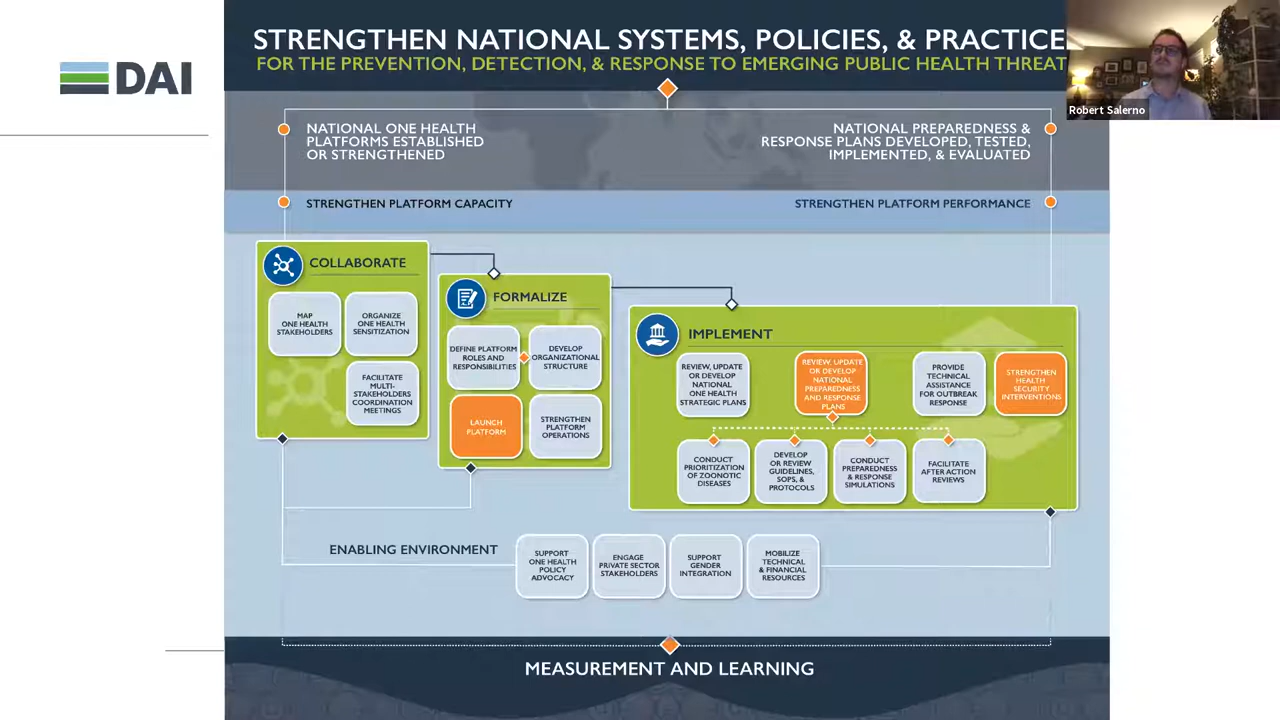 DAI
STRENGTHEN NATIONAL SYSTEMS, POLICIES, & PRACTICE
FOR THE PREVENTION, DETECTION, & RESPONSE TO EMERGING PUBLIC HEALTH THREAT
Robert Salerno
NATIONAL ONE HEALTH
PLATFORMS ESTABLISHED
OR STRENGTHENED
NATIONAL PREPAREDNESS &
RESPONSE PLANS DEVELOPED, TESTED,
IMPLEMENTED, & EVALUATED
STRENGTHEN PLATFORM CAPACITY
STRENGTHEN PLATFORM PERFORMANCE
COLLABORATE
MAP
ONE HEALTH
STAKEHOLDERS
ORGANIZE
ONE HEALTH
SENSITIZATION
FACILITATE
MULTI-
STAKEHOLDERS
COORDINATION
MEETINGS
FORMALIZE
DEFINE PLATFORM
ROLES AND
RESPONSIBILITIES
DEVELOP
ORGANIZATIONAL
STRUCTURE
LAUNCH
PLATFORM
STRENGTHEN
PLATFORM
OPERATIONS
IMPLEMENT
REVIEW, UPDATE
OR DEVELOP
NATIONAL
ONE HEALTH
STRATEGIC PLANS
REVIEW, UPDATE
OR DEVELOP
NATIONAL
PREPAREDNESS
AND RESPONSE
PLANS
PROVIDE
TECHNICAL
ASSISTANCE
FOR OUTBREAK
RESPONSE
STRENGTHEN
HEALTH
SECURITY
INTERVENTIONS
CONDUCT
PRIORITIZATION
OF ZOONOTIC
DISEASES
DEVELOP
OR REVIEW
GUIDELINES,
SOPS, &
PROTOCOLS
CONDUCT
PREPAREDNESS
& RESPONSE
SIMULATIONS
FACILITATE
AFTER ACTION
REVIEWS
ENABLING ENVIRONMENT
SUPPORT
ONE HEALTH
POLICY
ADVOCACY
ENGAGE
PRIVATE SECTOR
STAKEHOLDERS
SUPPORT
GENDER
INTEGRATION
MOBILIZE
TECHNICAL
& FINANCIAL
RESOURCES
MEASUREMENT AND LEARNING